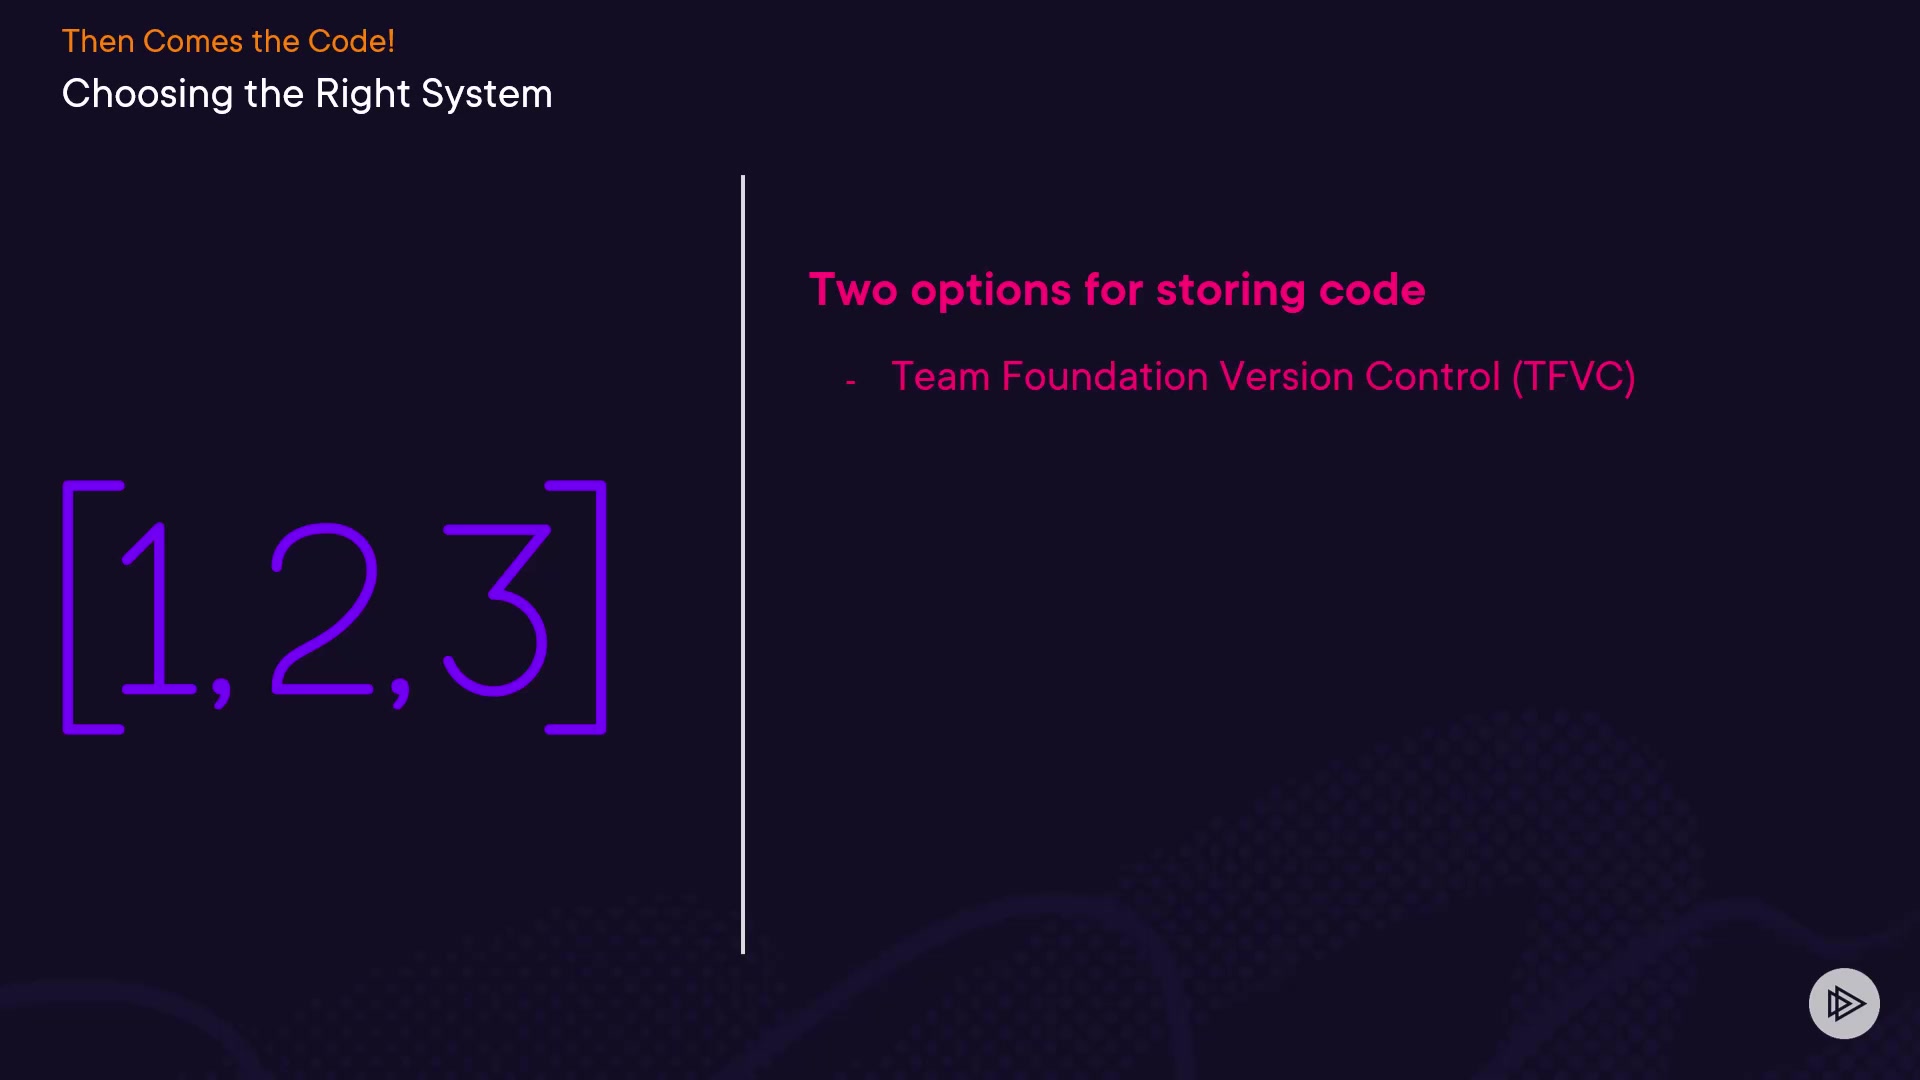 Then Comes the Code!
Choosing the Right System
Two options for storing code
- Team Foundation Version Control (TFVC)
[1,2,3]